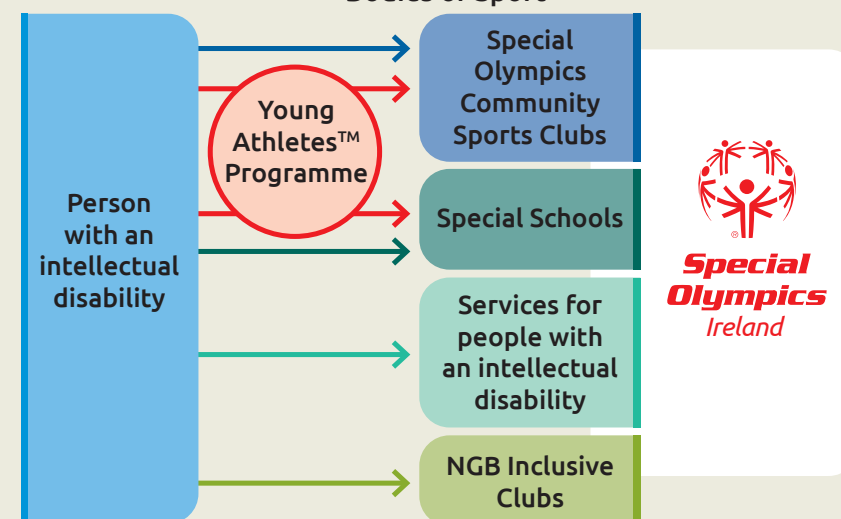 Special
Olympics
Community
Sports Clubs
Young
Athletes™
Programme
Person
with an
intellectual
disability
Special Schools
Services for
people with
an intellectual
disability
NGB Inclusive
Clubs
®
Special
Olympics
Ireland